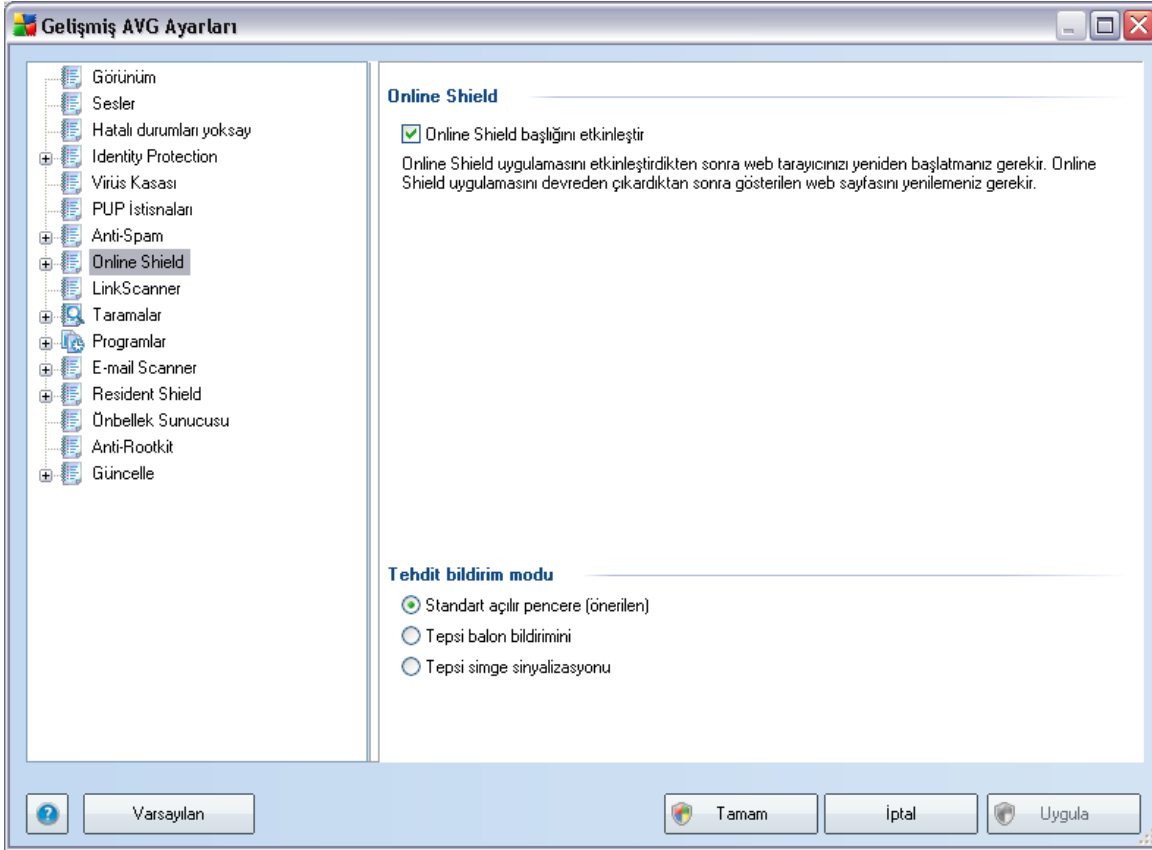 Gelişmiş AVG Ayarları
Görünüm
Sesler
Hatalı durumları yoksay
Identity Protection
Virüs Kasası
PUP İstisnaları
Anti-Spam
Online Shield
LinkScanner
Taramalar
Programlar
E-mail Scanner
Resident Shield
Önbellek Sunucusu
Anti-Rootkit
Güncelle
Online Shield
Online Shield başlığını etkinleştir
Online Shield uygulamasını etkinleştirdikten sonra web tarayıcınızı yeniden başlatmanız gerekir. Online
Shield uygulamasını devreden çıkardıktan sonra gösterilen web sayfasını yenilemeniz gerekir.
Tehdit bildirim modu
Standart açılır pencere (önerilen)
Tepsi balon bildirimini
Tepsi simge sinyalizasyonu
Varsayılan
Tamam
İptal
Uygula